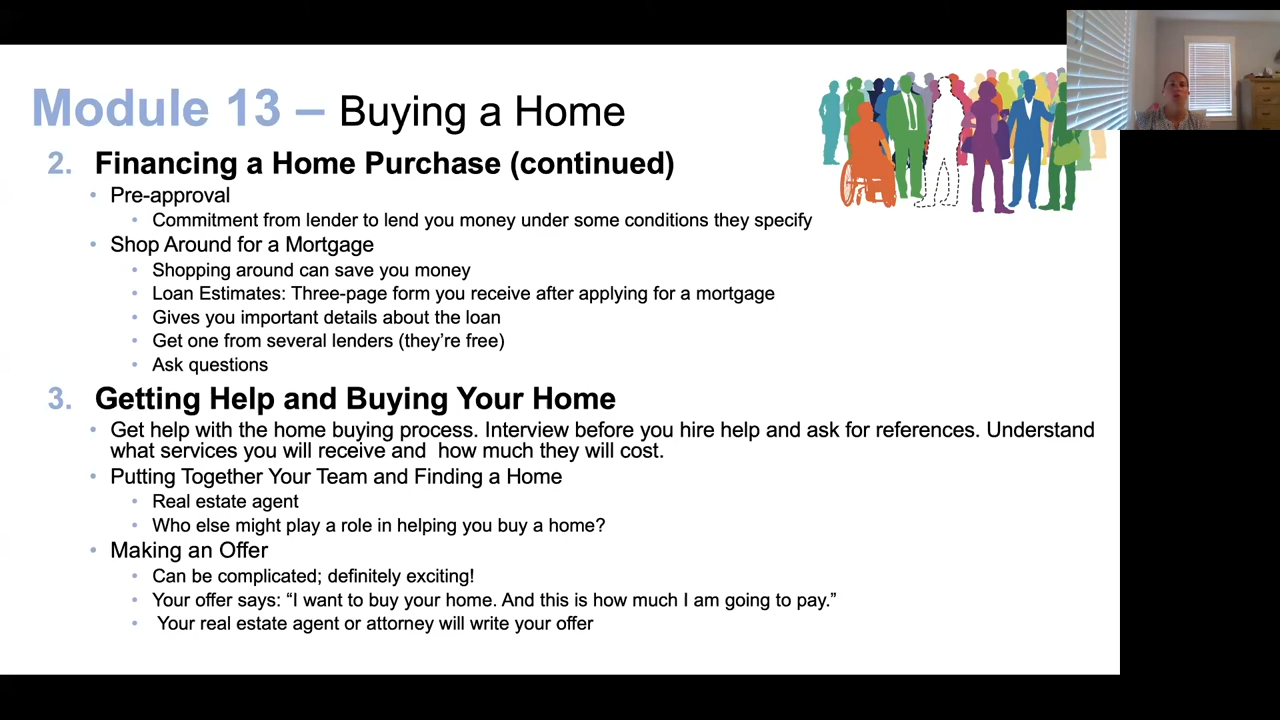 Module 13 – Buying a Home
2. Financing a Home Purchase (continued)
• Pre-approval
• Commitment from lender to lend you money under some conditions they specify
• Shop Around for a Mortgage
• Shopping around can save you money
• Loan Estimates: Three-page form you receive after applying for a mortgage
• Gives you important details about the loan
• Get one from several lenders (they’re free)
• Ask questions
3. Getting Help and Buying Your Home
• Get help with the home buying process. Interview before you hire help and ask for references. Understand
what services you will receive and how much they will cost.
• Putting Together Your Team and Finding a Home
• Real estate agent
• Who else might play a role in helping you buy a home?
• Making an Offer
• Can be complicated; definitely exciting!
• Your offer says: “I want to buy your home. And this is how much I am going to pay.”
• Your real estate agent or attorney will write your offer